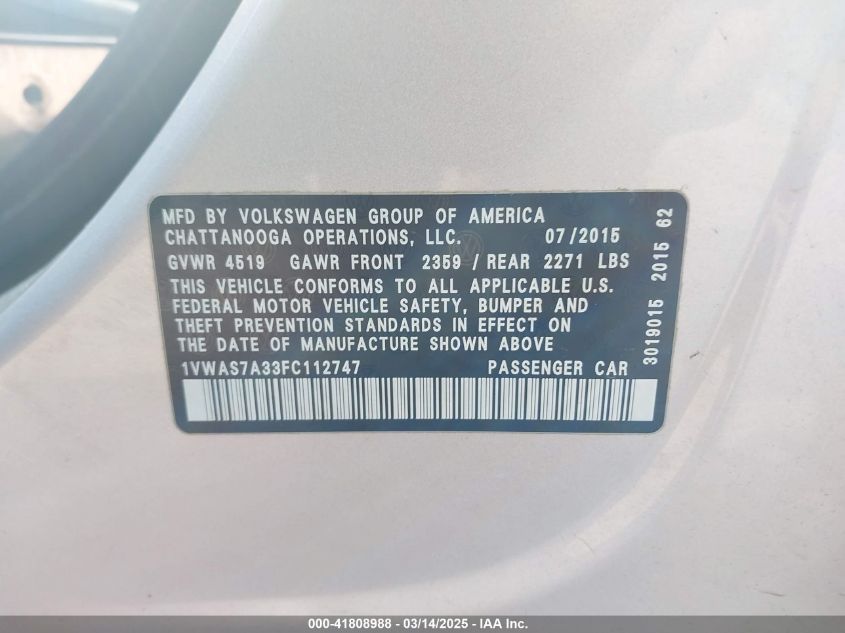 MFD BY VOLKSWAGEN GROUP OF AMERICA
CHATTANOOGA OPERATIONS, LLC. 07/2015
GVWR 4519 GAWR FRONT 2359 / REAR 2271 LBS
THIS VEHICLE CONFORMS TO ALL APPLICABLE U.S.
FEDERAL MOTOR VEHICLE SAFETY, BUMPER AND
THEFT PREVENTION STANDARDS IN EFFECT ON
THE DATE OF MANUFACTURE SHOWN ABOVE
1VWAS7A33FC112747 PASSENGER CAR
3019015 2015 62
000-41808988 - 03/14/2025 - IAA Inc.